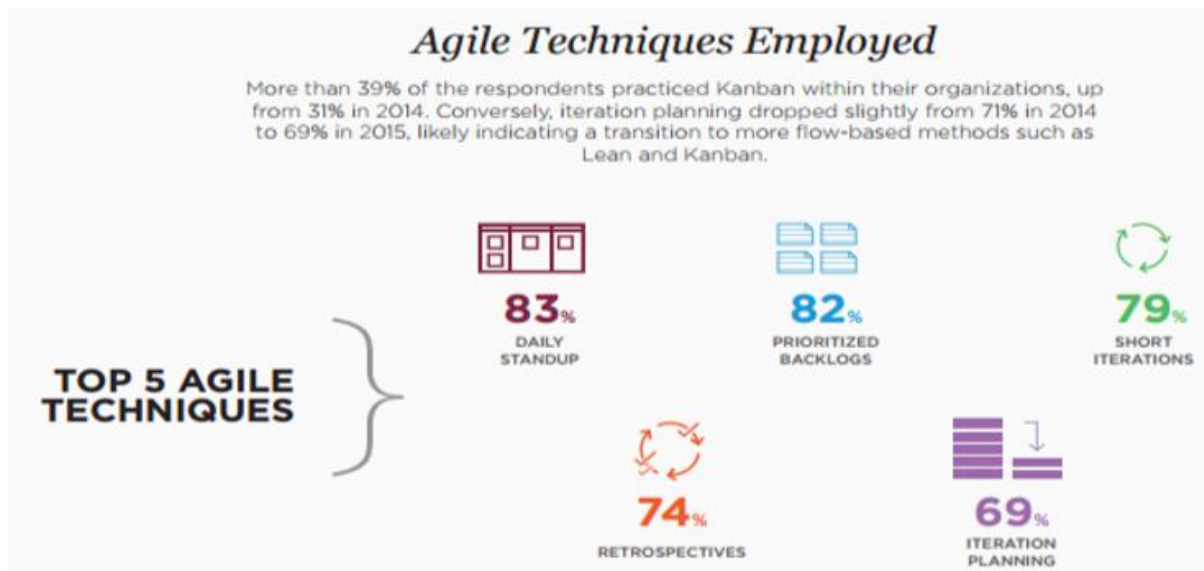 Agile Techniques Employed
More than 39% of the respondents practiced Kanban within their organizations, up
from 31% in 2014. Conversely, iteration planning dropped slightly from 71% in 2014
to 69% in 2015, likely indicating a transition to more flow-based methods such as
Lean and Kanban.
83%
DAILY
STANDUP
82%
PRIORITIZED
BACKLOGS
79%
SHORT
ITERATIONS
TOP 5 AGILE
TECHNIQUES
74%
RETROSPECTIVES
69%
ITERATION
PLANNING